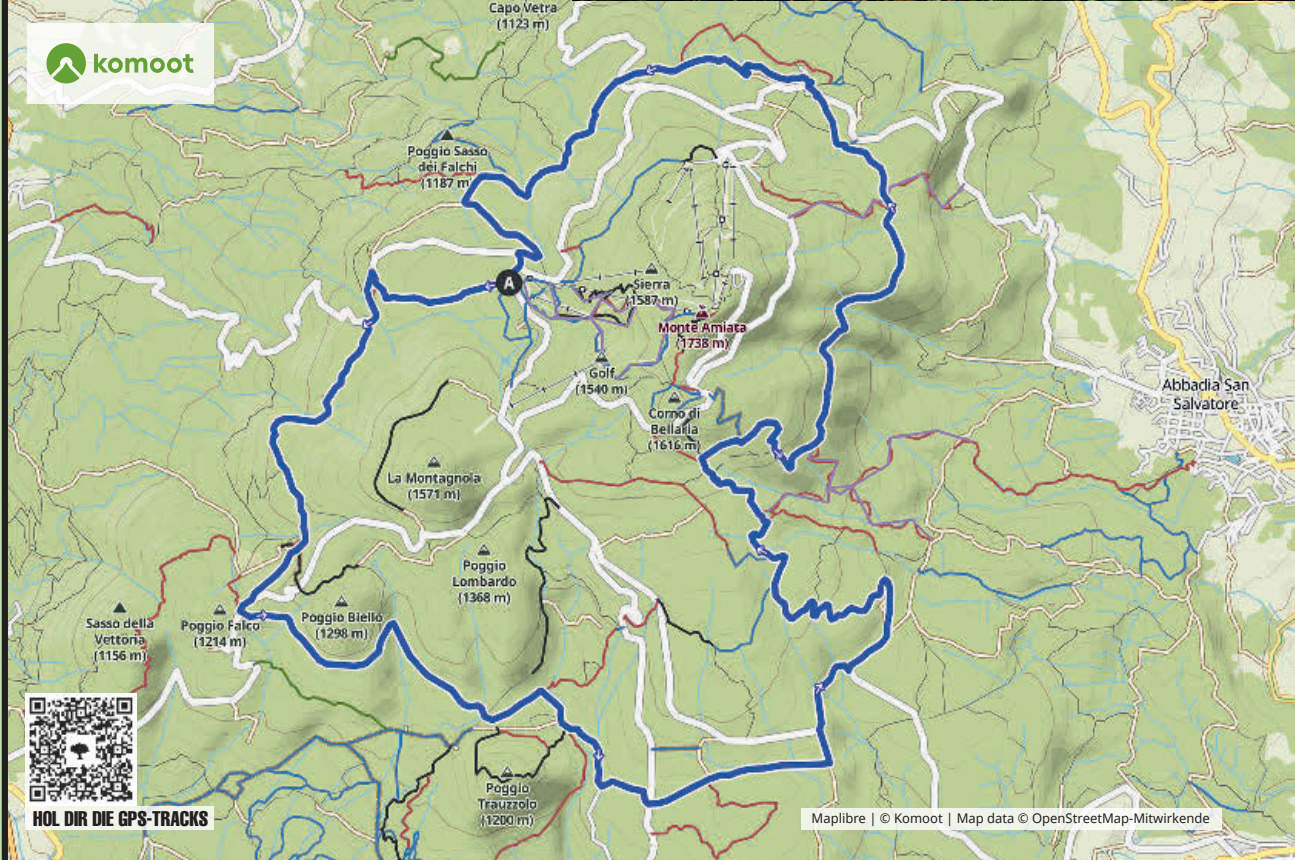 Capo Vetra
(1123 m)
komoot
Poggio Sasso
dei Falchi
(1187 m)
A
Sierra
(1587 m)
Monte Amiata
(1738 m)
Golf
(1540 m)
Abbadia San
Salvatore
Corno di
Bellaria
(1616 m)
La Montagnola
(1571 m)
Poggio
Lombardo
(1368 m)
Sasso della
Vettoria
(1156 m)
Poggio Falco
(1214 m)
Poggio Biello
(1298 m)
Poggio
Trauzzolo
(1200 m)
HOL DIR DIE GPS-TRACKS
Maplibre | © Komoot | Map data © OpenStreetMap-Mitwirkende